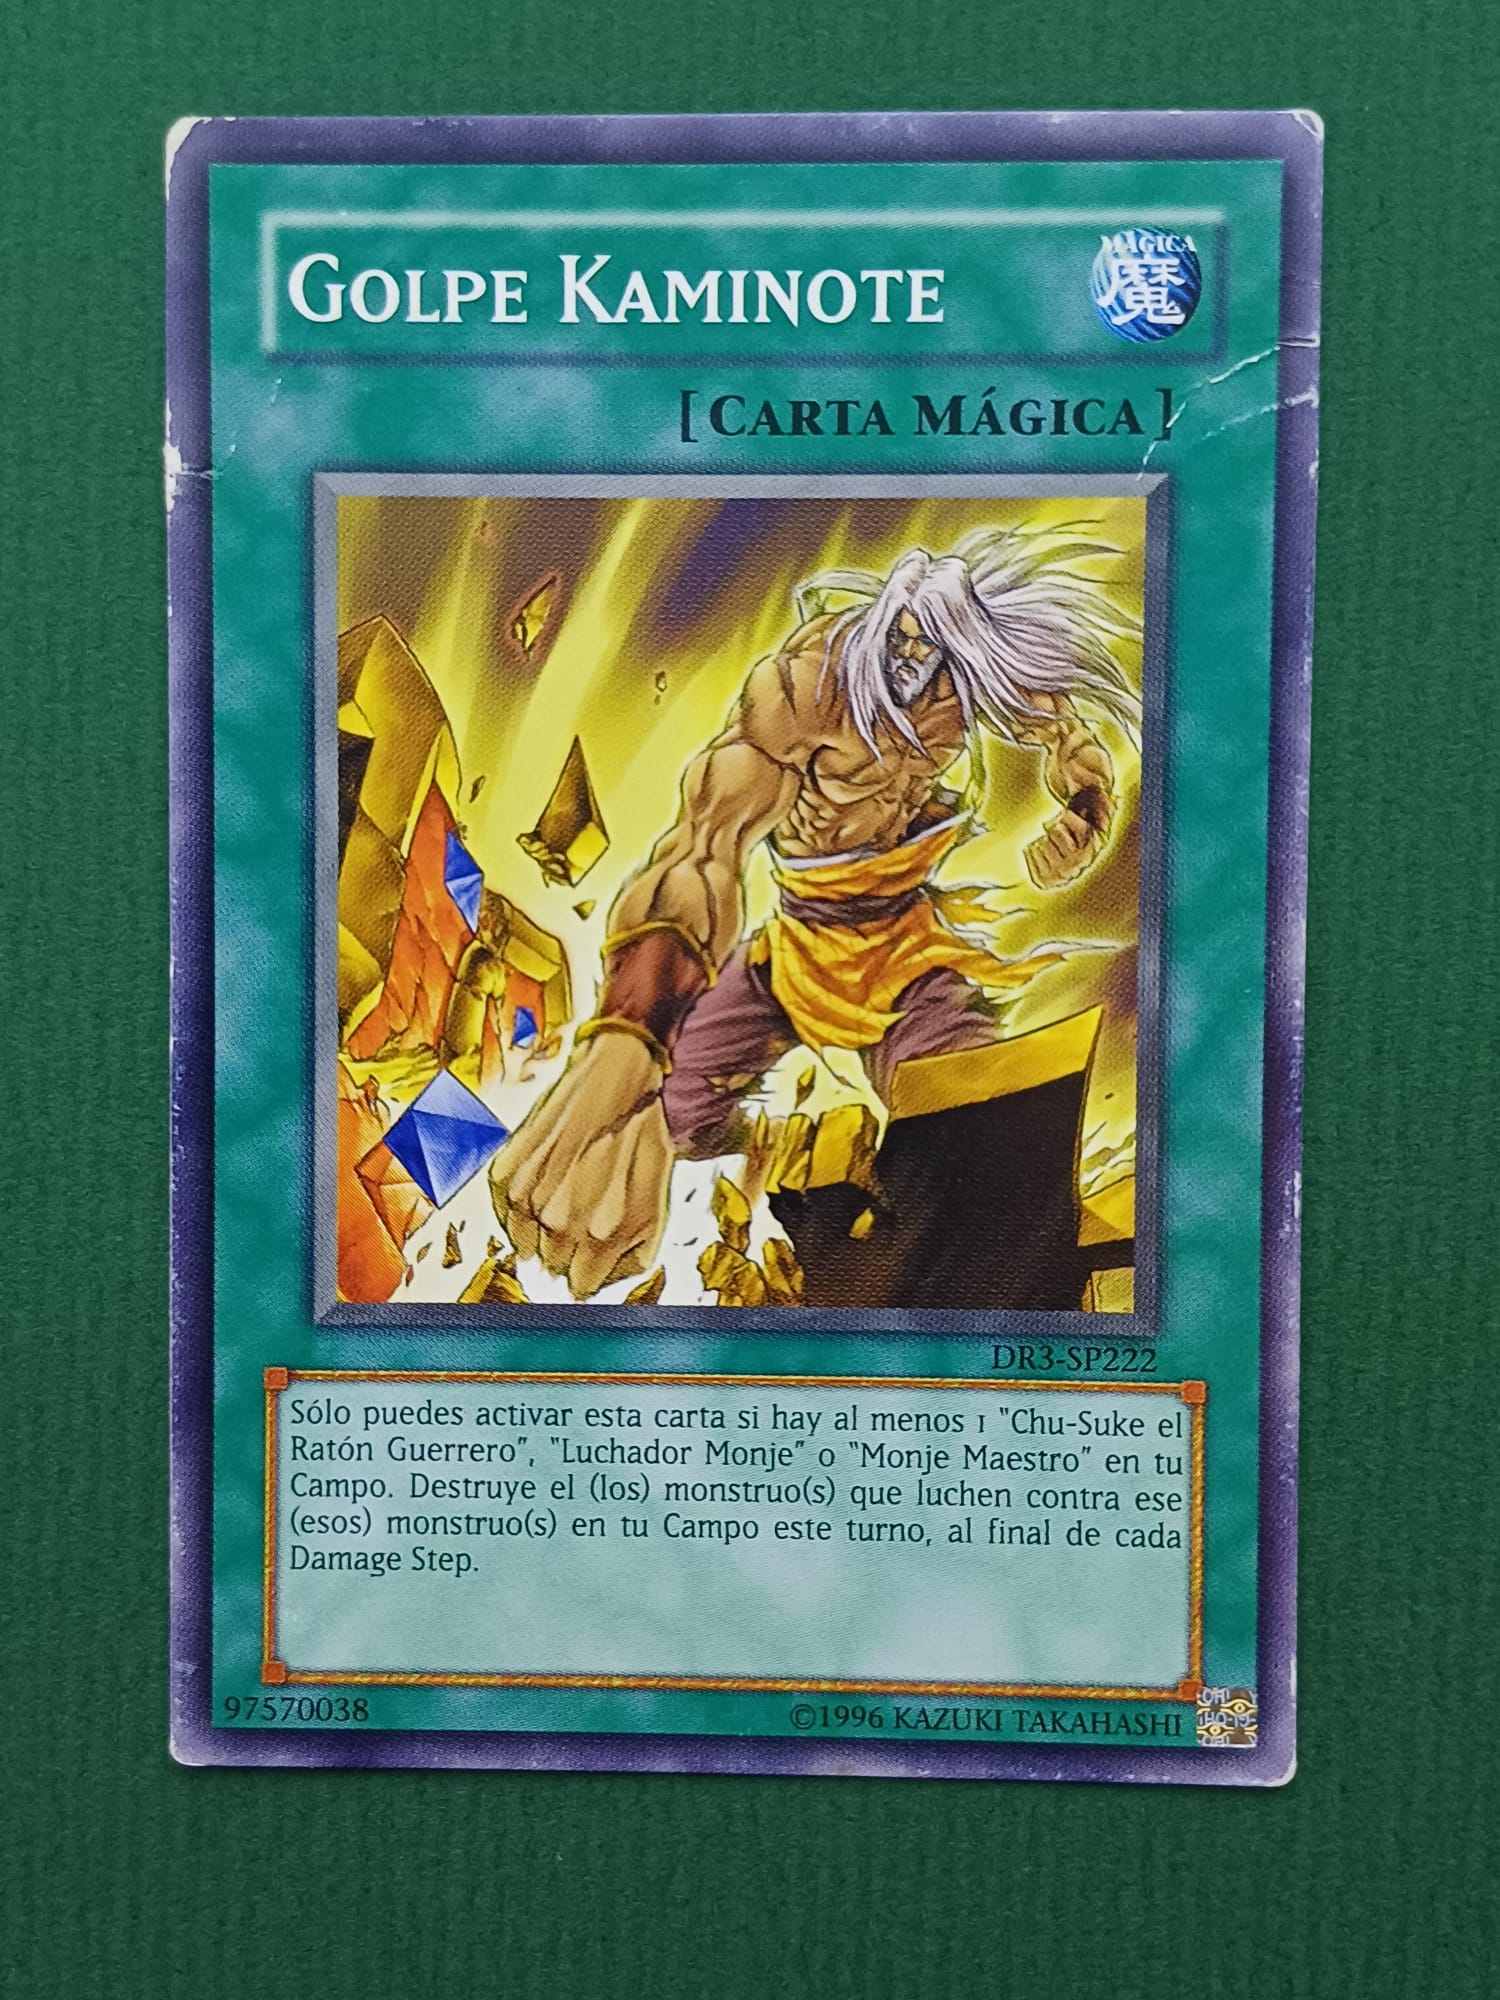 GOLPE KAMINOTE
MÁGICA
魔
[CARTA MÁGICA]
DR3-SP222
Sólo puedes activar esta carta si hay al menos 1 "Chu-Suke el
Ratón Guerrero", "Luchador Monje" o "Monje Maestro" en tu
Campo. Destruye el (los) monstruo(s) que luchen contra ese
(esos) monstruo(s) en tu Campo este turno, al final de cada
Damage Step.
97570038
©1996 KAZUKI TAKAHASHI